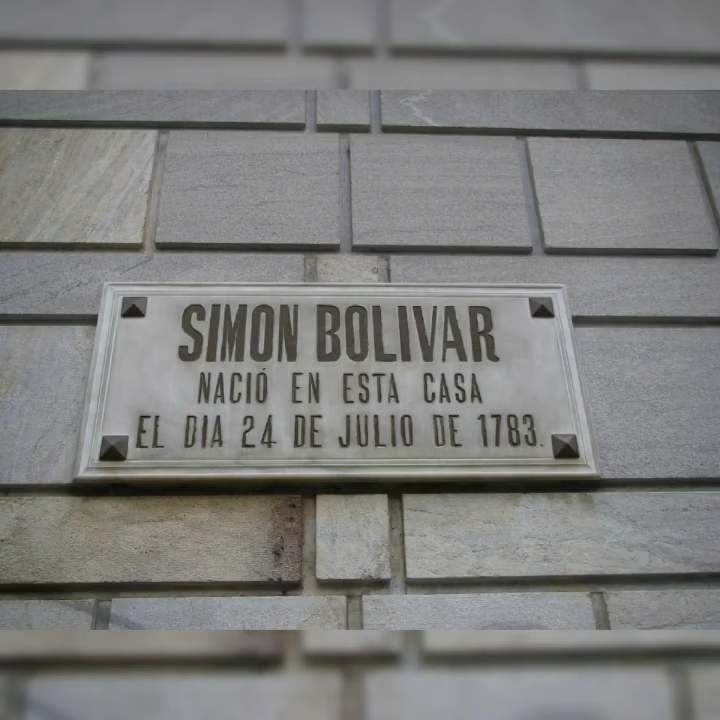 SIMON BOLIVAR
NACIÓ EN ESTA CASA
EL DIA 24 DE JULIO DE 1783.